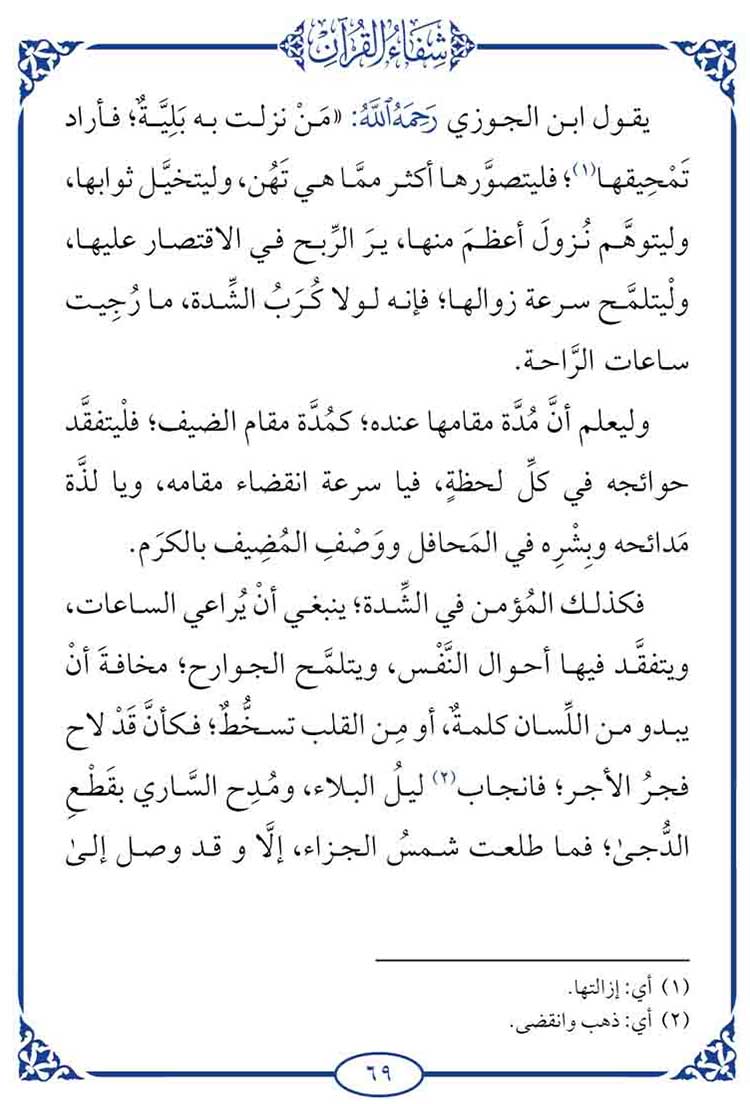 شِفَاءُ القُرْآنِ
يقول ابن الجوزي رَحِمَهُ ٱللَّهُ: «مَنْ نزلت به بَلِيَّةٌ؛ فأراد
تَمْحِيقها(١)؛ فليتصوَّرها أكثر ممَّا هي تَهُن، وليتخيَّل ثوابها،
وليتوهَّم نُزولَ أعظمَ منها، يرَ الرِّبح في الاقتصار عليها،
ولْيتلمَّح سرعة زوالها؛ فإنه لولا كُرَبُ الشِّدة، ما رُجِيت
ساعات الرَّاحة.
وليعلم أنَّ مُدَّة مقامها عنده؛ كمُدَّة مقام الضيف؛ فلْيتفقَّد
حوائجه في كلِّ لحظةٍ، فيا سرعة انقضاء مقامه، ويا لذَّة
مَدائحه وبِشْرِه في المَحافل ووَصْفِ المُضِيف بالكرَم.
فكذلك المُؤمن في الشِّدة؛ ينبغي أنْ يُراعي الساعات،
ويتفقَّد فيها أحوال النَّفْس، ويتلمَّح الجوارح؛ مخافةَ أنْ
يبدو من اللِّسان كلمةٌ، أو مِن القلب تسخُّطٌ؛ فكأنَّ قَدْ لاح
فجرُ الأجر؛ فانجاب(٢) ليلُ البلاء، ومُدِح السَّاري بقَطْعِ
الدُّجىٰ؛ فما طلعت شمسُ الجزاء، إلَّا و قد وصل إلىٰ
(١) أي: إزالتها.
(٢) أي: ذهب وانقضى.
٦٩